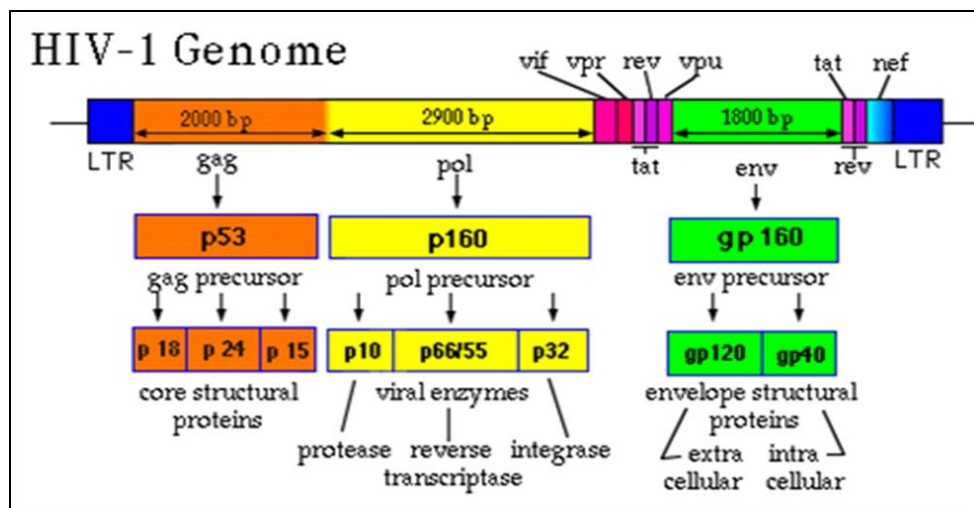 HIV-1 Genome
vif vpr rev vpu tat nef
2000 bp 2900 bp 1800 bp
LTR gag pol tat env rev LTR
p53 p160 gp 160
gag precursor pol precursor env precursor
p 18 p 24 p 15 p10 p66/55 p32 gp120 gp40
core structural viral enzymes envelope structural
proteins proteins
protease reverse integrase extra intra
transcriptase cellular cellular